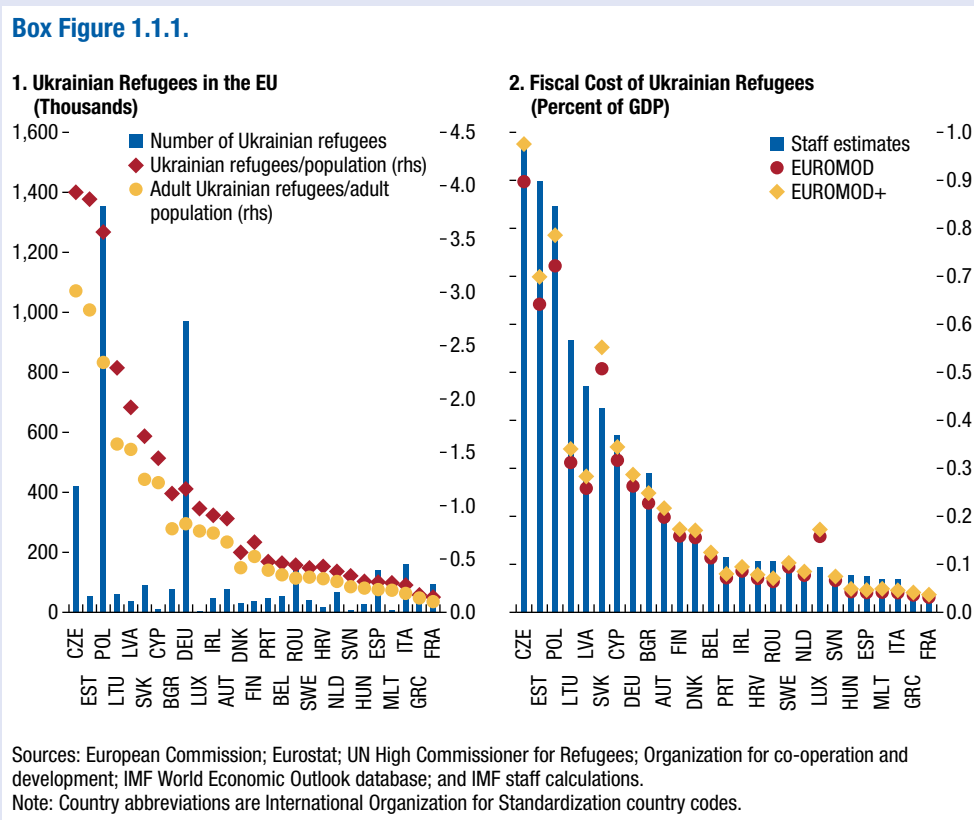 Box Figure 1.1.1.
1. Ukrainian Refugees in the EU
(Thousands)
1,600
1,400
1,200
1,000
800
600
400
200
0
Number of Ukrainian refugees
Ukrainian refugees/population (rhs)
Adult Ukrainian refugees/adult
population (rhs)
4.5
4.0
3.5
3.0
2.5
2.0
1.5
1.0
0.5
0.0
CZE
EST
POL
LTU
LVA
SVK
CYP
BGR
DEU
LUX
IRL
AUT
DNK
FIN
PRT
BEL
ROU
SWE
HRV
NLD
SVN
HUN
ESP
MLT
ITA
GRC
FRA
2. Fiscal Cost of Ukrainian Refugees
(Percent of GDP)
Staff estimates
EUROMOD
EUROMOD+
1.0
0.9
0.8
0.7
0.6
0.5
0.4
0.3
0.2
0.1
0.0
CZE
EST
POL
LTU
LVA
SVK
CYP
DEU
BGR
AUT
FIN
DNK
BEL
PRT
IRL
HRV
ROU
SWE
NLD
LUX
SVN
HUN
ESP
MLT
ITA
GRC
FRA
Sources: European Commission; Eurostat; UN High Commissioner for Refugees; Organization for co-operation and
development; IMF World Economic Outlook database; and IMF staff calculations.
Note: Country abbreviations are International Organization for Standardization country codes.